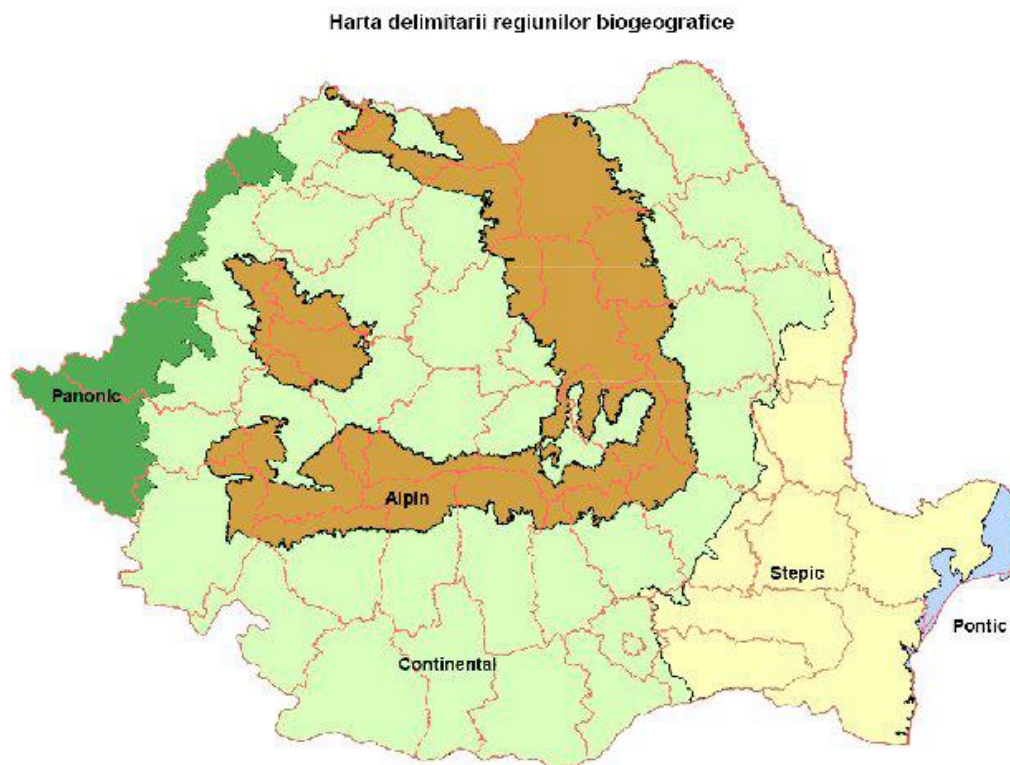 Harta delimitarii regiunilor biogeografice
Panonic
Alpin
Stepic
Pontic
Continental